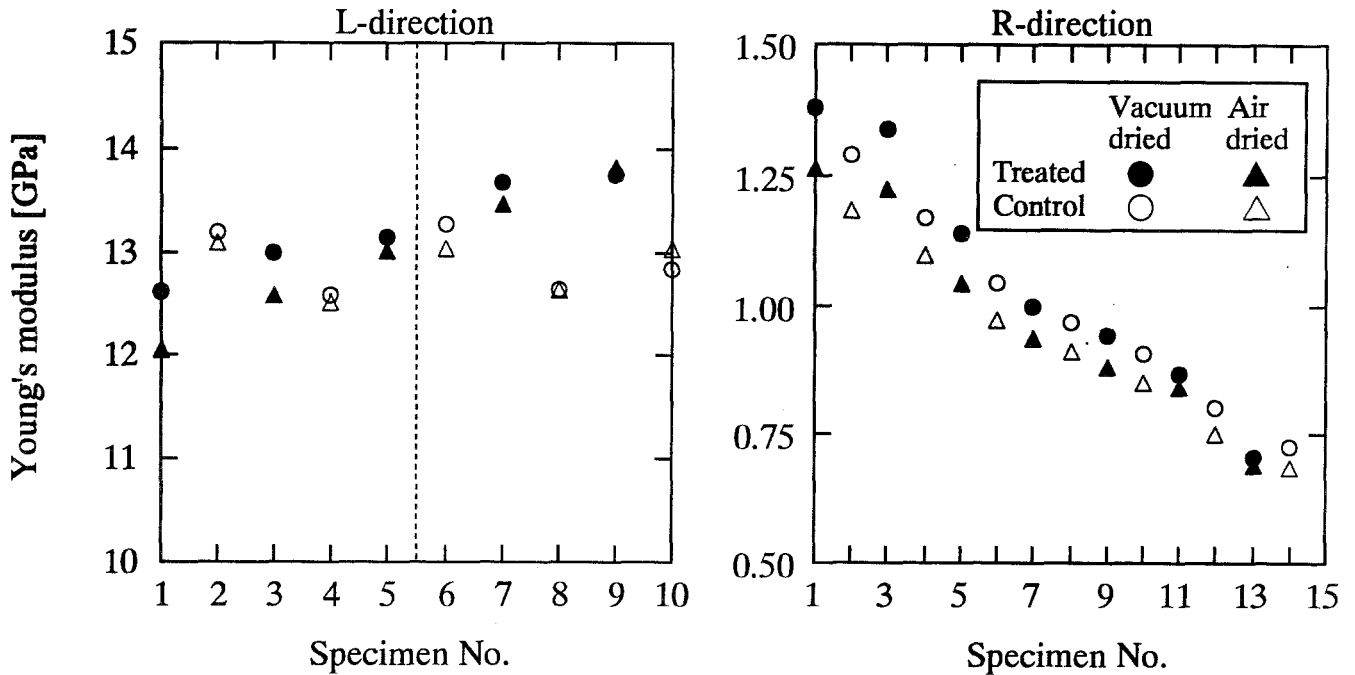 L-direction
15
14
13
12
11
10
1 2 3 4 5 6 7 8 9 10
Specimen No.
Young's modulus [GPa]
R-direction
1.50
1.25
1.00
0.75
0.50
1 3 5 7 9 11 13 15
Specimen No.
Vacuum Air
dried dried
Treated
Control